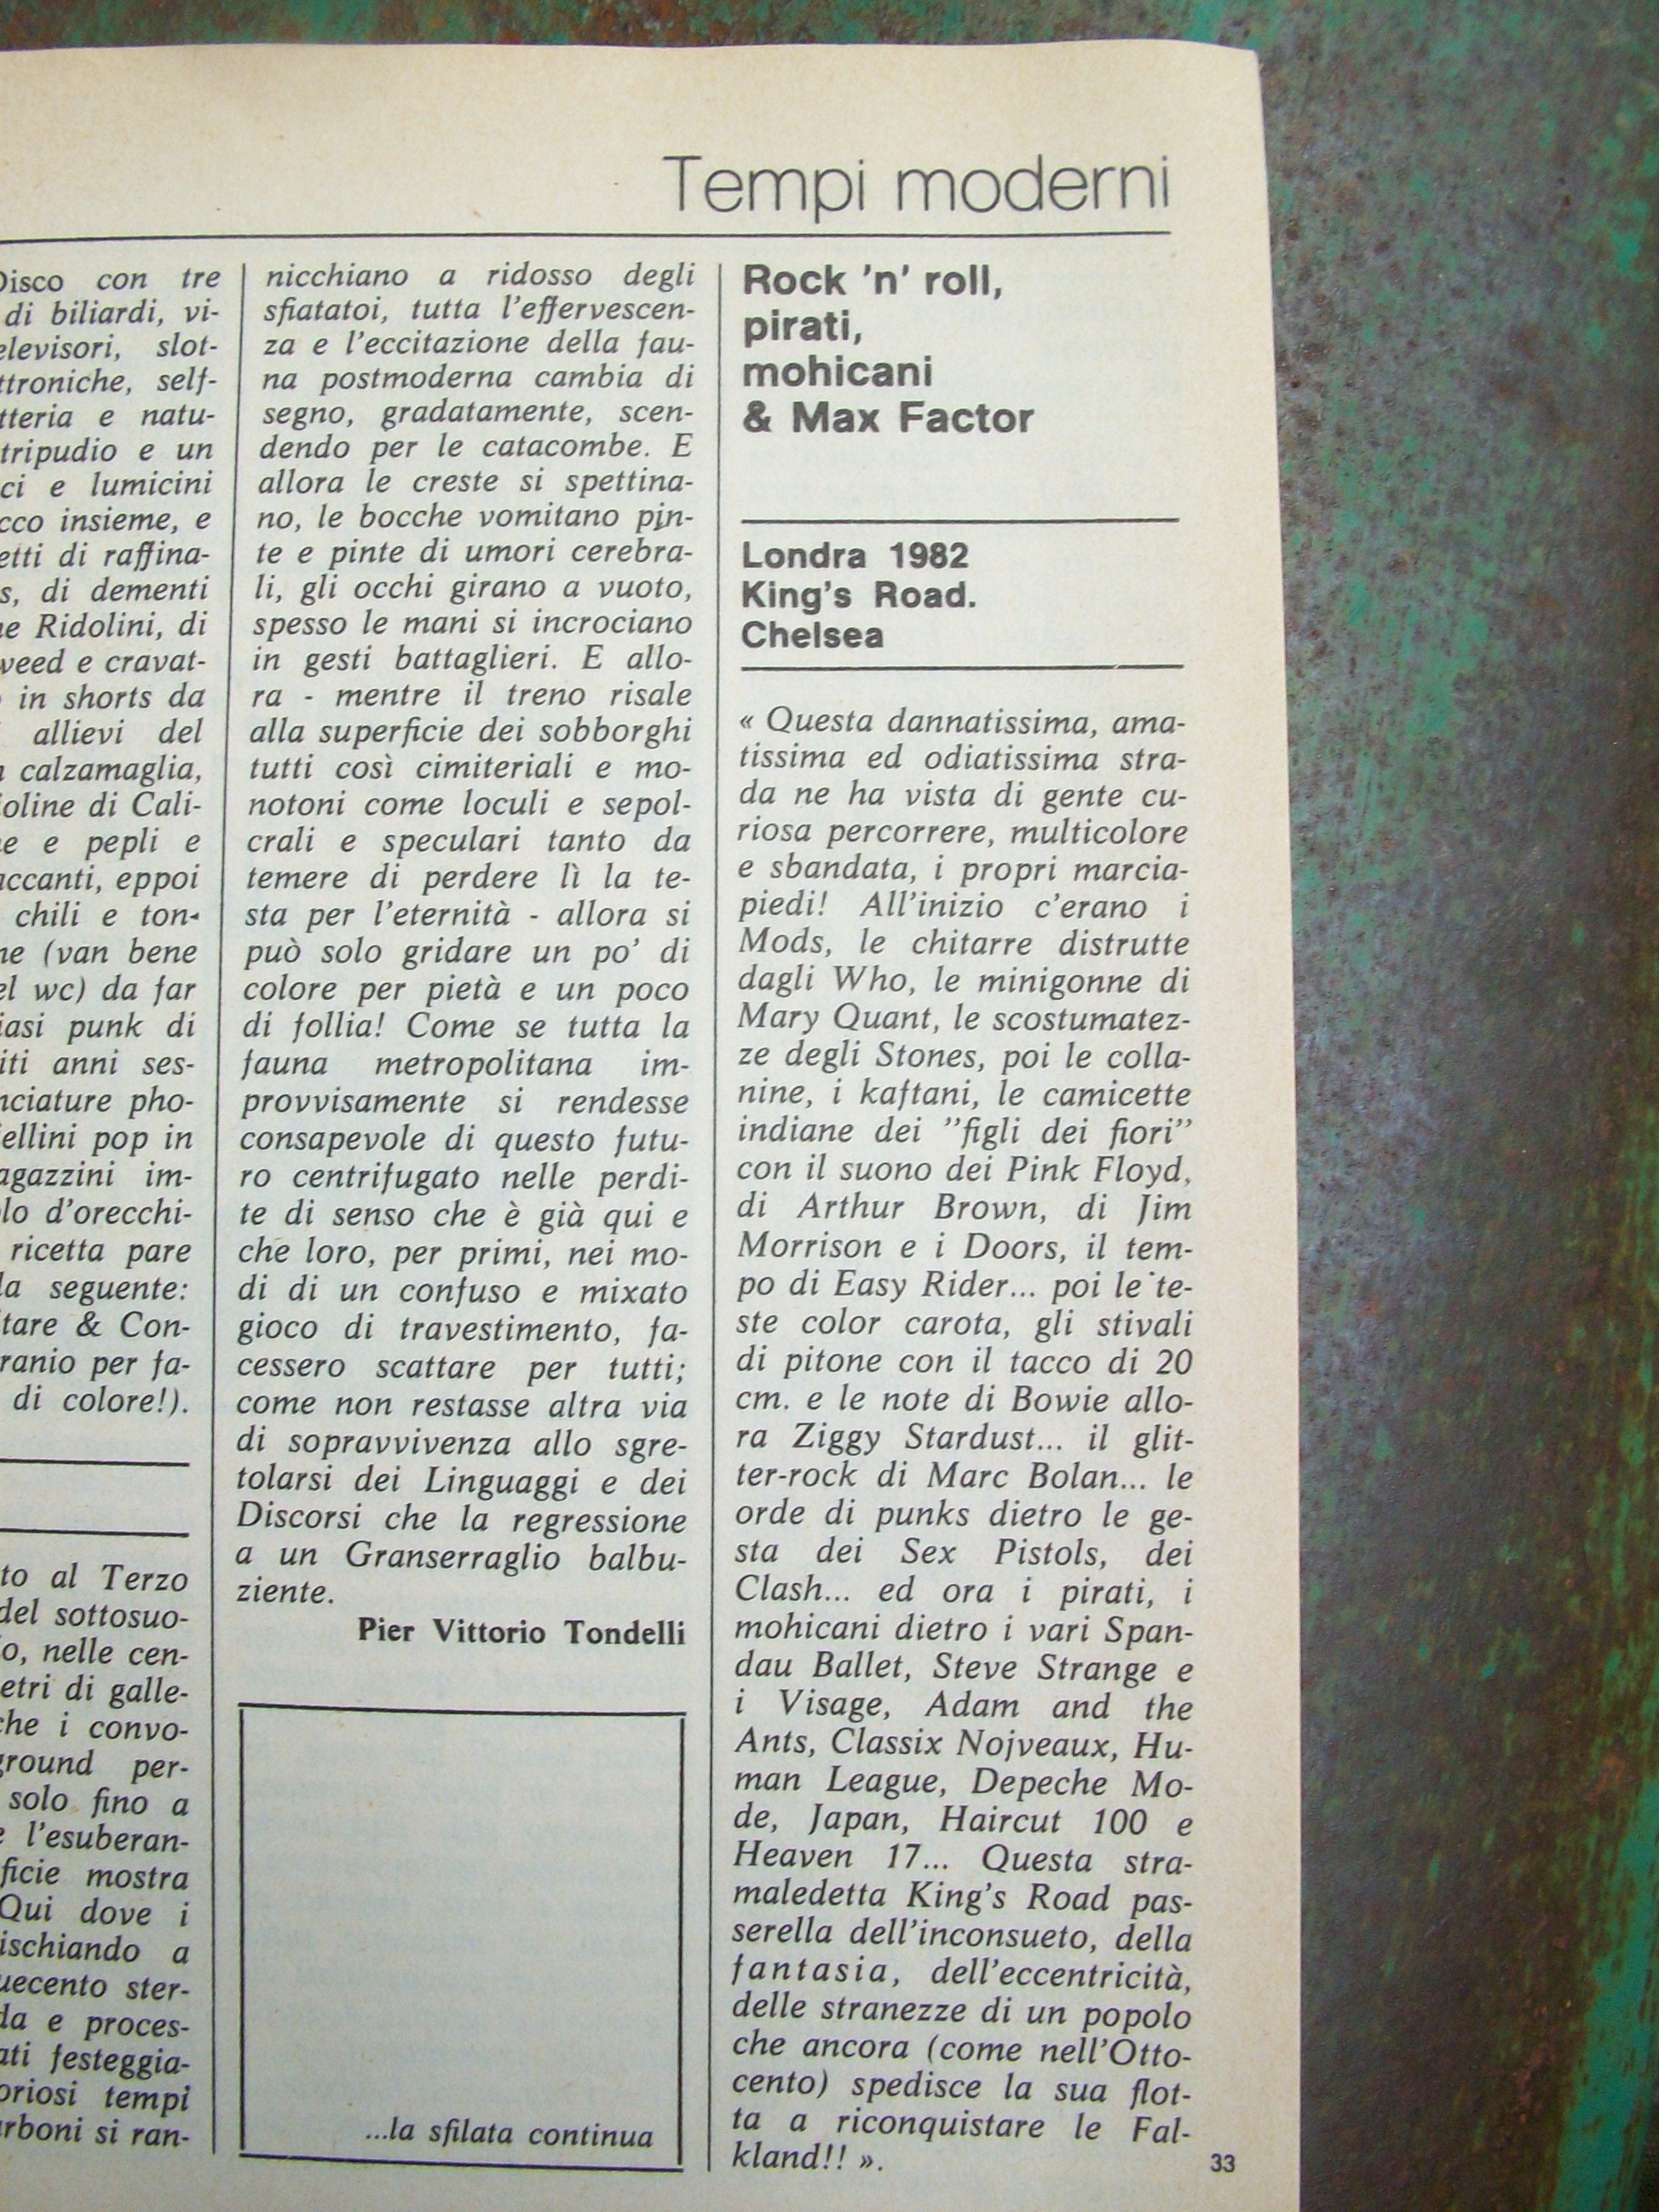 Tempi moderni
Disco con tre
di biliardi, vi-
elevisori, slot-
ttroniche, self-
tteria e natu-
tripudio e un
ci e lumicini
cco insieme, e
etti di raffina-
s, di dementi
ne Ridolini, di
weed e cravat-
in shorts da
allievi del
calzamaglia,
ioline di Cali-
e e pepli e
accanti, eppoi
chili e ton-
ne (van bene
el wc) da far
iasi punk di
iti anni ses-
nciature pho-
ellini pop in
agazzini im-
lo d'orecchi-
ricetta pare
la seguente:
tare & Con-
ranio per fa-
di colore!).
to al Terzo
del sottosuo-
o, nelle cen-
etri di galle-
che i convo-
ground per-
solo fino a
e l'esuberan-
ficie mostra
Qui dove i
ischiando a
uecento ster-
da e proces-
ati festeggia-
oriosi tempi
arboni si ran-
nicchiano a ridosso degli
sfiatatoi, tutta l'effervescen-
za e l'eccitazione della fau-
na postmoderna cambia di
segno, gradatamente, scen-
dendo per le catacombe. E
allora le creste si spettina-
no, le bocche vomitano pin-
te e pinte di umori cerebra-
li, gli occhi girano a vuoto,
spesso le mani si incrociano
in gesti battaglieri. E allo-
ra - mentre il treno risale
alla superficie dei sobborghi
tutti così cimiteriali e mo-
notoni come loculi e sepol-
crali e speculari tanto da
temere di perdere lì la te-
sta per l'eternità - allora si
può solo gridare un po' di
colore per pietà e un poco
di follia! Come se tutta la
fauna metropolitana im-
provvisamente si rendesse
consapevole di questo futu-
ro centrifugato nelle perdi-
te di senso che è già qui e
che loro, per primi, nei mo-
di di un confuso e mixato
gioco di travestimento, fa-
cessero scattare per tutti;
come non restasse altra via
di sopravvivenza allo sgre-
tolarsi dei Linguaggi e dei
Discorsi che la regressione
a un Granserraglio balbu-
ziente.
Pier Vittorio Tondelli
...la sfilata continua
Rock 'n' roll,
pirati,
mohicani
& Max Factor
Londra 1982
King's Road.
Chelsea
« Questa dannatissima, ama-
tissima ed odiatissima stra-
da ne ha vista di gente cu-
riosa percorrere, multicolore
e sbandata, i propri marcia-
piedi! All'inizio c'erano i
Mods, le chitarre distrutte
dagli Who, le minigonne di
Mary Quant, le scostumatez-
ze degli Stones, poi le colla-
nine, i kaftani, le camicette
indiane dei "figli dei fiori"
con il suono dei Pink Floyd,
di Arthur Brown, di Jim
Morrison e i Doors, il tem-
po di Easy Rider... poi le te-
ste color carota, gli stivali
di pitone con il tacco di 20
cm. e le note di Bowie allo-
ra Ziggy Stardust... il glit-
ter-rock di Marc Bolan... le
orde di punks dietro le ge-
sta dei Sex Pistols, dei
Clash... ed ora i pirati, i
mohicani dietro i vari Span-
dau Ballet, Steve Strange e
i Visage, Adam and the
Ants, Classix Nojveaux, Hu-
man League, Depeche Mo-
de, Japan, Haircut 100 e
Heaven 17... Questa stra-
maledetta King's Road pas-
serella dell'inconsueto, della
fantasia, dell'eccentricità,
delle stranezze di un popolo
che ancora (come nell'Otto-
cento) spedisce la sua flot-
ta a riconquistare le Fal-
kland!! ».
33